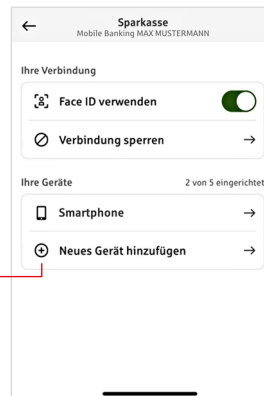 Sparkasse
Mobile Banking MAX MUSTERMANN
Ihre Verbindung
Face ID verwenden
Verbindung sperren
Ihre Geräte 2 von 5 eingerichtet
Smartphone
Neues Gerät hinzufügen